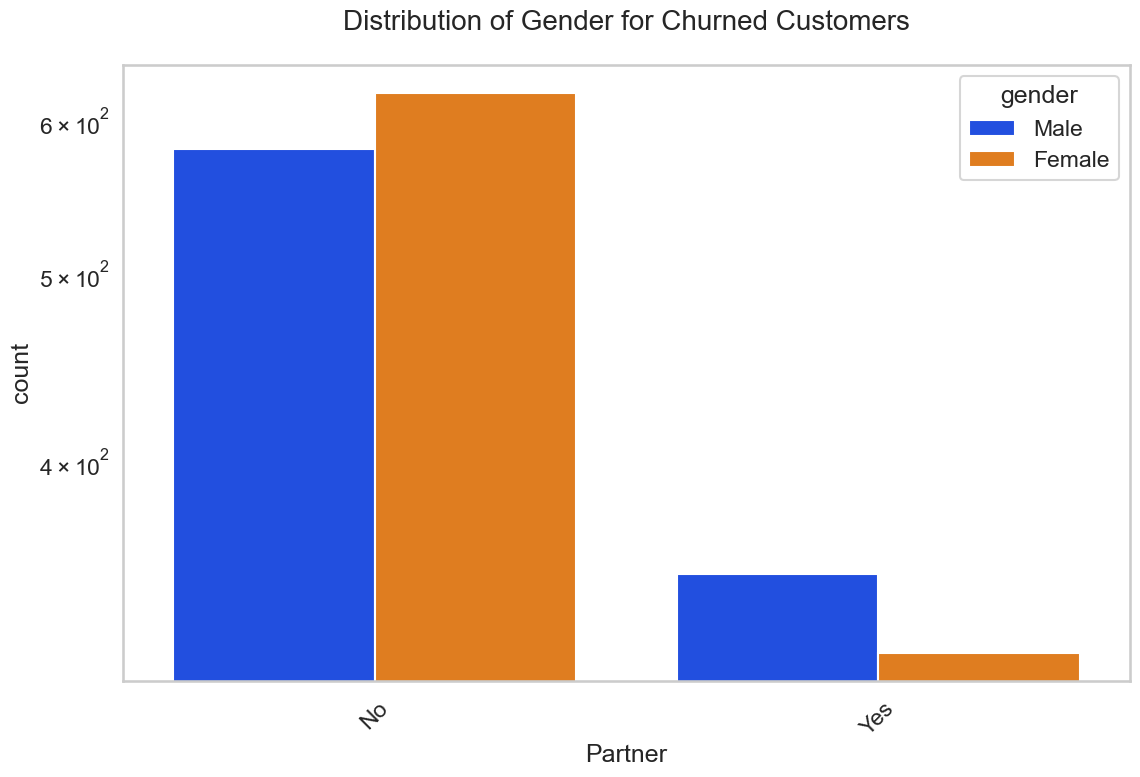 Distribution of Gender for Churned Customers
gender
Male
Female
6 × 10²
5 × 10²
4 × 10²
count
No
Yes
Partner